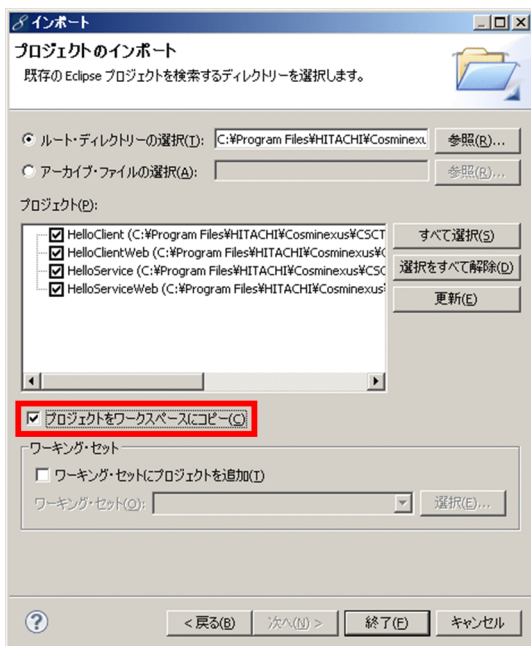 インポート
プロジェクトのインポート
既存の Eclipse プロジェクトを検索するディレクトリーを選択します。
ルート・ディレクトリーの選択(T): C:¥Program Files¥HITACHI¥Cosminexu 参照(R)...
アーカイブ・ファイルの選択(A): 参照(R)...
プロジェクト(P):
HelloClient (C:¥Program Files¥HITACHI¥Cosminexus¥CSCT すべて選択(S)
HelloClientWeb (C:¥Program Files¥HITACHI¥Cosminexus¥C 選択をすべて解除(D)
HelloService (C:¥Program Files¥HITACHI¥Cosminexus¥CSC 更新(E)
HelloServiceWeb (C:¥Program Files¥HITACHI¥Cosminexus¥
プロジェクトをワークスペースにコピー(C)
ワーキング・セット
ワーキング・セットにプロジェクトを追加(T)
ワーキング・セット(O): 選択(E)...
? < 戻る(B) 次へ(N) > 終了(F) キャンセル